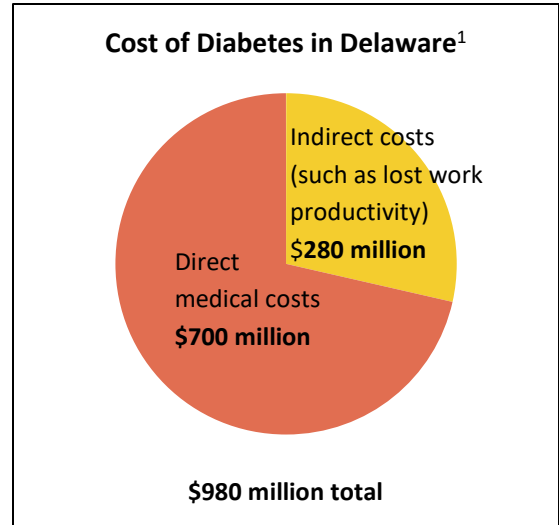 Cost of Diabetes in Delaware¹
Indirect costs
(such as lost work
productivity)
$280 million
Direct
medical costs
$700 million
$980 million total